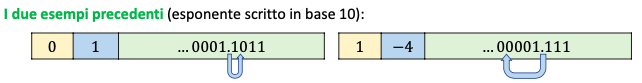 I due esempi precedenti (esponente scritto in base 10):
0 1 ... 0001.1011 1 −4 ... 00001.111